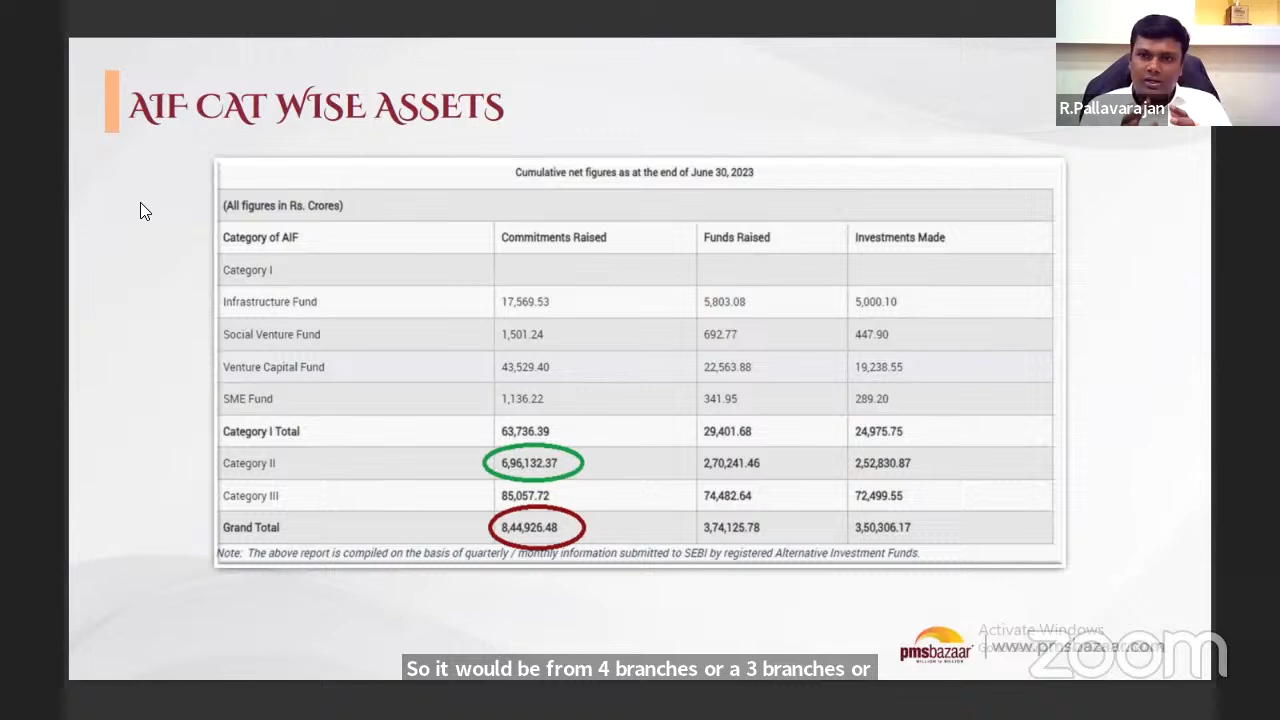 R.Pallavarajan
AIF CAT WISE ASSETS
Cumulative net figures as at the end of June 30, 2023
(All figures in Rs. Crores)
Category of AIF Commitments Raised Funds Raised Investments Made
Category I
Infrastructure Fund 17,569.53 5,803.08 5,000.10
Social Venture Fund 1,501.24 692.77 447.90
Venture Capital Fund 43,529.40 22,563.88 19,238.55
SME Fund 1,136.22 341.95 289.20
Category I Total 63,736.39 29,401.68 24,975.75
Category II 6,96,132.37 2,70,241.46 2,52,830.87
Category III 85,057.72 74,482.64 72,499.55
Grand Total 8,44,926.48 3,74,125.78 3,50,306.17
Note: The above report is compiled on the basis of quarterly / monthly information submitted to SEBI by registered Alternative Investment Funds.
Activate Windows
pmsbazaar
MILLION to BILLION
www.pmsbazaar.com
zoom
So it would be from 4 branches or a 3 branches or